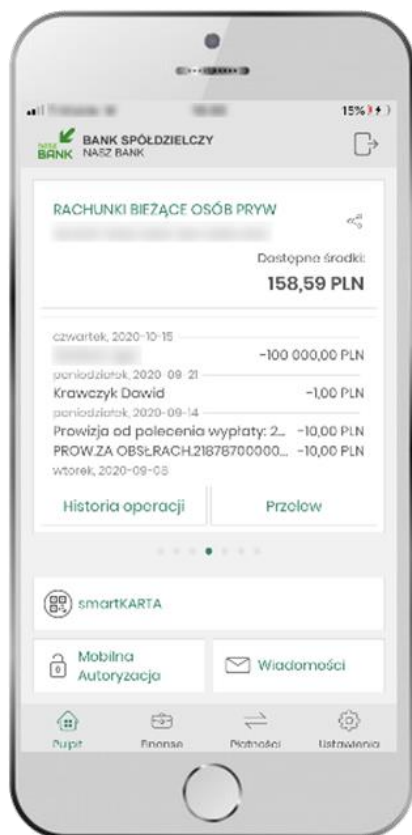 15%
NASZ BANK
BANK SPÓŁDZIELCZY
NASZ BANK
RACHUNKI BIEŻĄCE OSÓB PRYW
Dostępne środki:
158,59 PLN
czwartek, 2020-10-15
-100 000,00 PLN
poniedziałek, 2020-09-21
Krawczyk Dawid -1,00 PLN
poniedziałek, 2020-09-14
Prowizja od polecenia wypłaty: 2... -10,00 PLN
PROW.ZA OBSŁ.RACH.21878700000... -10,00 PLN
wtorek, 2020-09-08
Historia operacji Przelew
smartKARTA
Mobilna Autoryzacja
Wiadomości
Pulpit Finanse Płatności Ustawienia